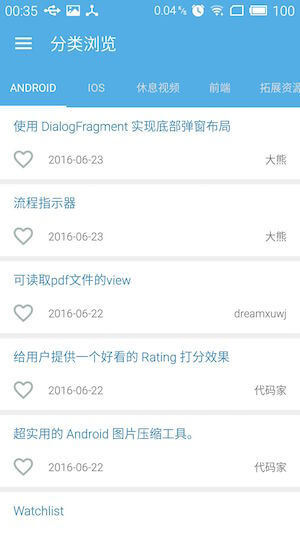 00:35 0.04 100
分类浏览
ANDROID IOS 休息视频 前端 拓展资源
使用 DialogFragment 实现底部弹窗布局
2016-06-23 大熊
流程指示器
2016-06-23 大熊
可读取pdf文件的view
2016-06-22 dreamxuwj
给用户提供一个好看的 Rating 打分效果
2016-06-22 代码家
超实用的 Android 图片压缩工具。
2016-06-22 代码家
Watchlist